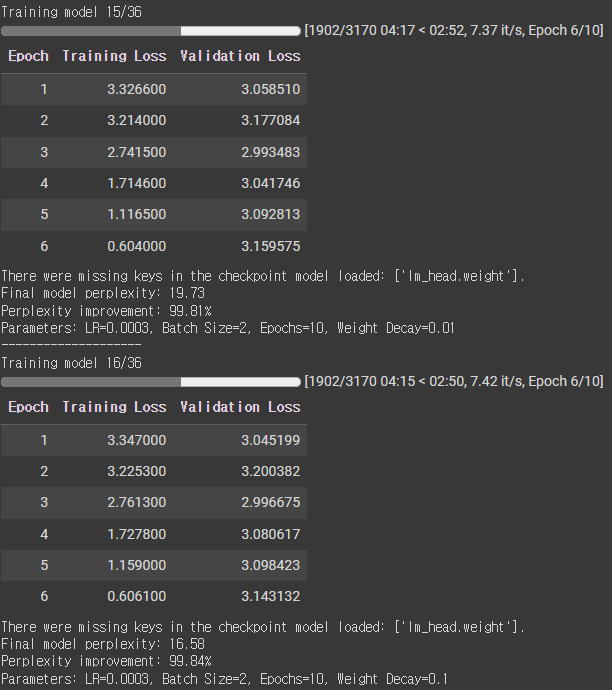 Training model 15/36
[1902/3170 04:17 < 02:52, 7.37 it/s, Epoch 6/10]
Epoch Training Loss Validation Loss
1 3.326600 3.058510
2 3.214000 3.177084
3 2.741500 2.993483
4 1.714600 3.041746
5 1.116500 3.092813
6 0.604000 3.159575
There were missing keys in the checkpoint model loaded: ['lm_head.weight'].
Final model perplexity: 19.73
Perplexity improvement: 99.81%
Parameters: LR=0.0003, Batch Size=2, Epochs=10, Weight Decay=0.01
--------------------
Training model 16/36
[1902/3170 04:15 < 02:50, 7.42 it/s, Epoch 6/10]
Epoch Training Loss Validation Loss
1 3.347000 3.045199
2 3.225300 3.200382
3 2.761300 2.996675
4 1.727800 3.080617
5 1.159000 3.098423
6 0.606100 3.143132
There were missing keys in the checkpoint model loaded: ['lm_head.weight'].
Final model perplexity: 16.58
Perplexity improvement: 99.84%
Parameters: LR=0.0003, Batch Size=2, Epochs=10, Weight Decay=0.1